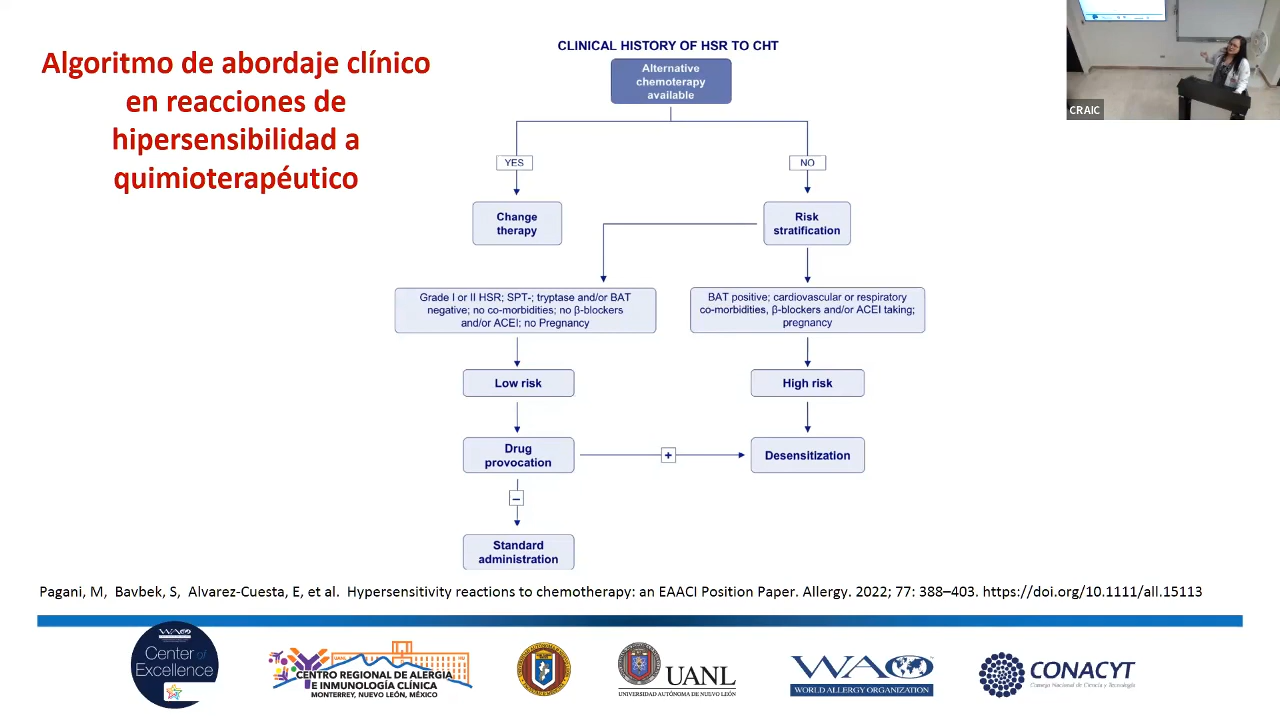 Algoritmo de abordaje clínico
en reacciones de
hipersensibilidad a
quimioterapéutico
CLINICAL HISTORY OF HSR TO CHT
Alternative
chemoterapy
available
YES
NO
Change
therapy
Risk
stratification
Grade I or II HSR; SPT-; tryptase and/or BAT
negative; no co-morbidities; no β-blockers
and/or ACEI; no Pregnancy
BAT positive; cardiovascular or respiratory
co-morbidities, β-blockers and/or ACEI taking;
pregnancy
Low risk
High risk
Drug
provocation
+
Desensitization
–
Standard
administration
CRAIC
Pagani, M, Bavbek, S, Alvarez-Cuesta, E, et al. Hypersensitivity reactions to chemotherapy: an EAACI Position Paper. Allergy. 2022; 77: 388–403. https://doi.org/10.1111/all.15113
WAO
Center of
Excellence
UANL
CENTRO REGIONAL DE ALERGIA
E INMUNOLOGÍA CLÍNICA
MONTERREY, NUEVO LEÓN, MÉXICO
UANL
UNIVERSIDAD AUTÓNOMA DE NUEVO LEÓN
WAO
WORLD ALLERGY ORGANIZATION
CONACYT
Consejo Nacional de Ciencia y Tecnología